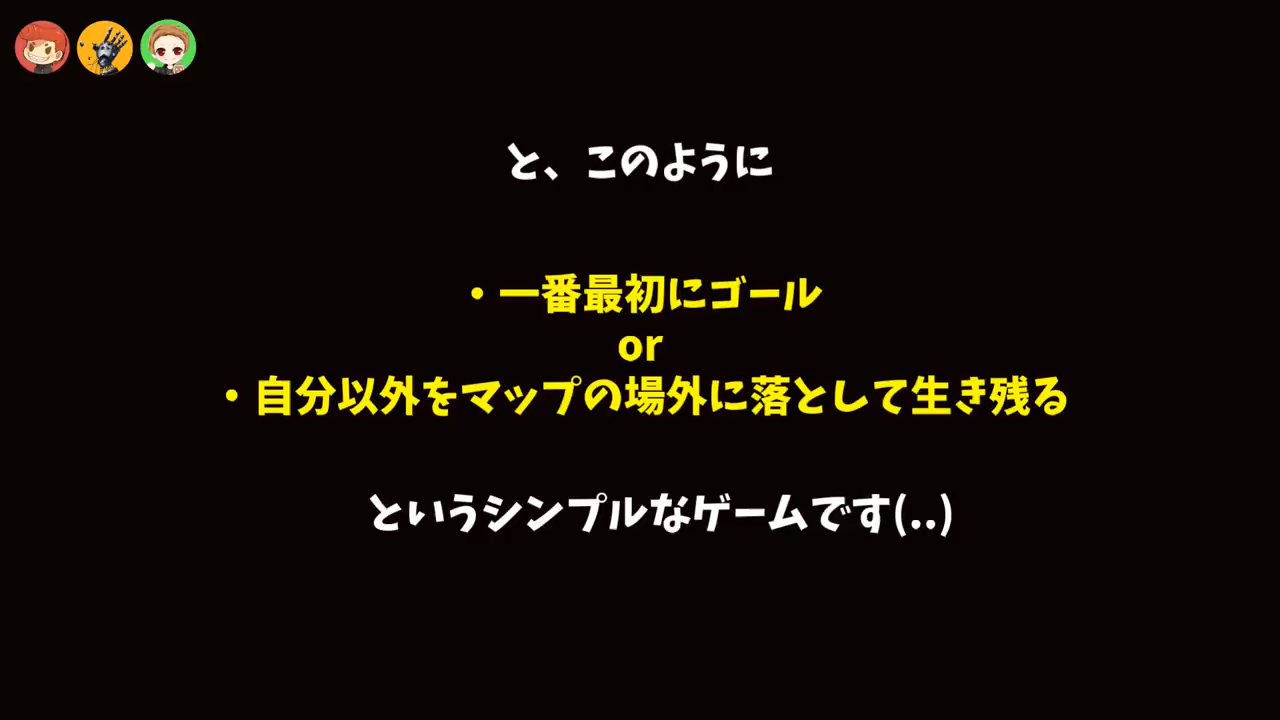 と、このように
・一番最初にゴール
or
・自分以外をマップの場外に落として生き残る
というシンプルなゲームです(..)